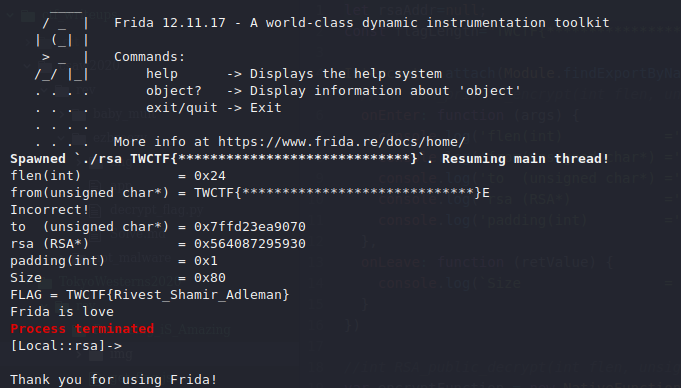 ____
/ _  |   Frida 12.11.17 - A world-class dynamic instrumentation toolkit
| (_| |
> _  |   Commands:
/_/ |_|       help      -> Displays the help system
. . . .       object?   -> Display information about 'object'
. . . .       exit/quit -> Exit
. . . .
. . . .   More info at https://www.frida.re/docs/home/
Spawned `./rsa TWCTF{*****************************}`. Resuming main thread!
flen(int)            = 0x24
from(unsigned char*) = TWCTF{*****************************}E
Incorrect!
to  (unsigned char*) = 0x7ffd23ea9070
rsa (RSA*)           = 0x564087295930
padding(int)         = 0x1
Size                 = 0x80
FLAG = TWCTF{Rivest_Shamir_Adleman}
Frida is love
Process terminated
[Local::rsa]->
Thank you for using Frida!